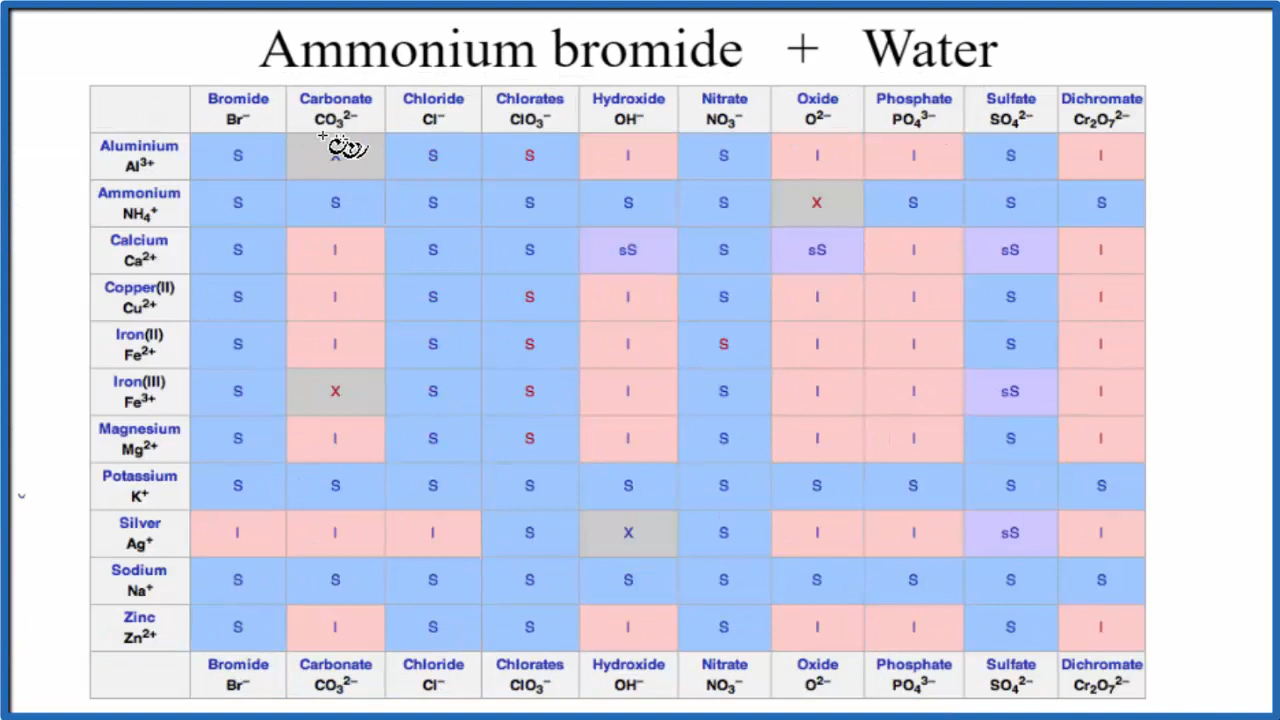 Ammonium bromide + Water
Bromide Carbonate Chloride Chlorates Hydroxide Nitrate Oxide Phosphate Sulfate Dichromate
Br⁻ CO₃²⁻ Cl⁻ ClO₃⁻ OH⁻ NO₃⁻ O²⁻ PO₄³⁻ SO₄²⁻ Cr₂O₇²⁻
Aluminium
Al³⁺
S S S I S I I S I
Ammonium
NH₄⁺
S S S S S S X S S S
Calcium
Ca²⁺
S I S S sS S sS I sS I
Copper(II)
Cu²⁺
S I S S I S I I S I
Iron(II)
Fe²⁺
S I S S I S I I S I
Iron(III)
Fe³⁺
S X S S I S I I sS I
Magnesium
Mg²⁺
S I S S I S I I S I
Potassium
K⁺
S S S S S S S S S S
Silver
Ag⁺
I I I S X S I I sS I
Sodium
Na⁺
S S S S S S S S S S
Zinc
Zn²⁺
S I S S I S I I S I
Bromide Carbonate Chloride Chlorates Hydroxide Nitrate Oxide Phosphate Sulfate Dichromate
Br⁻ CO₃²⁻ Cl⁻ ClO₃⁻ OH⁻ NO₃⁻ O²⁻ PO₄³⁻ SO₄²⁻ Cr₂O₇²⁻